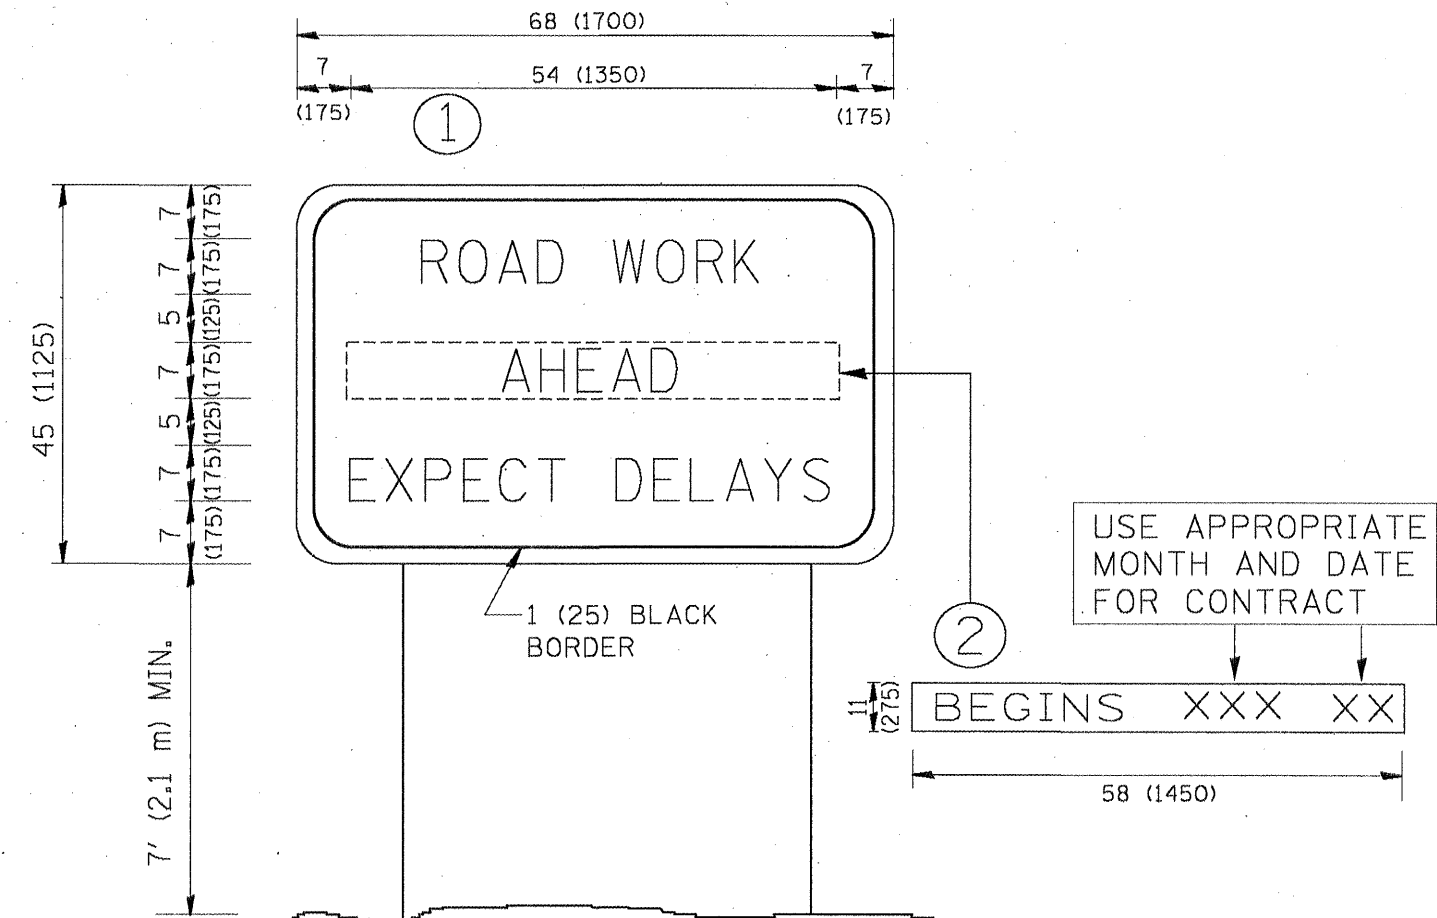 68 (1700)
7
54 (1350)
7
(175)
(175)
1
45 (1125)
7 (175)
7 (175)
5 (125)
7 (175)
5 (125)
7 (175)
7 (175)
ROAD WORK
AHEAD
EXPECT DELAYS
1 (25) BLACK
BORDER
7' (2.1 m) MIN.
USE APPROPRIATE
MONTH AND DATE
FOR CONTRACT
2
11
(275)
BEGINS XXX XX
58 (1450)